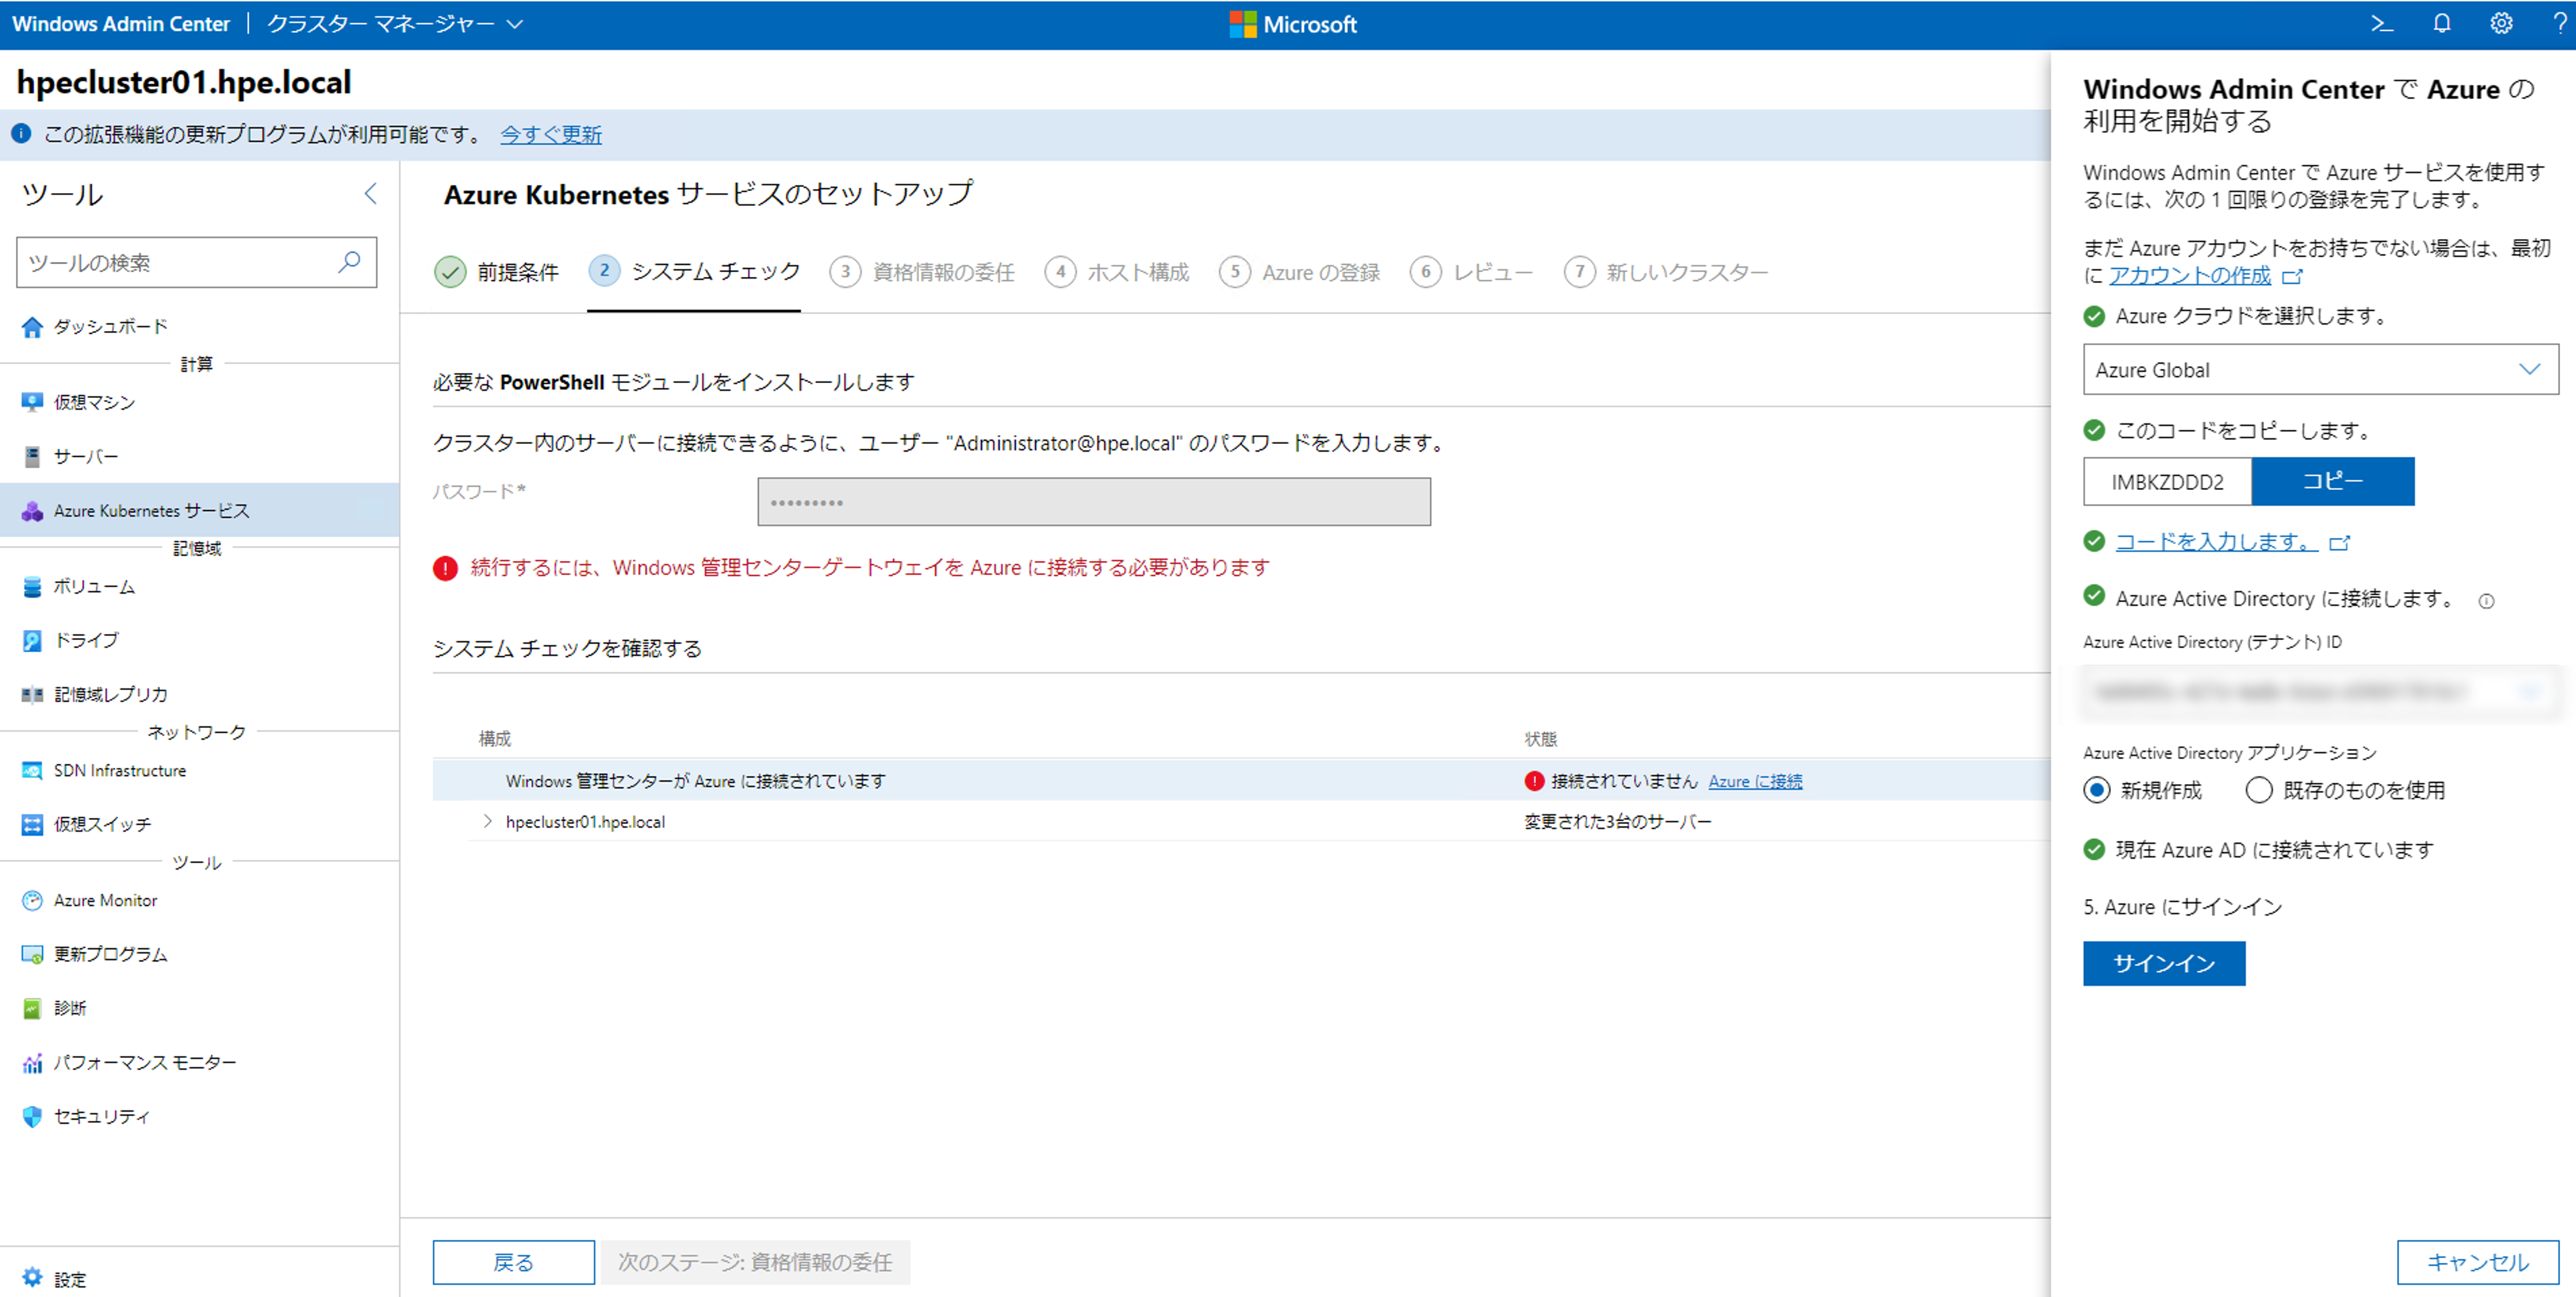 Windows Admin Center | クラスター マネージャー
Microsoft
hpecluster01.hpe.local
この拡張機能の更新プログラムが利用可能です。 今すぐ更新
ツール
ツールの検索
ダッシュボード
計算
仮想マシン
サーバー
Azure Kubernetes サービス
記憶域
ボリューム
ドライブ
記憶域レプリカ
ネットワーク
SDN Infrastructure
仮想スイッチ
ツール
Azure Monitor
更新プログラム
診断
パフォーマンス モニター
セキュリティ
設定
Azure Kubernetes サービスのセットアップ
前提条件 2 システム チェック 3 資格情報の委任 4 ホスト構成 5 Azure の登録 6 レビュー 7 新しいクラスター
必要な PowerShell モジュールをインストールします
クラスター内のサーバーに接続できるように、ユーザー "Administrator@hpe.local" のパスワードを入力します。
パスワード*
続行するには、Windows 管理センターゲートウェイを Azure に接続する必要があります
システム チェックを確認する
構成 状態
Windows 管理センターが Azure に接続されています 接続されていません Azure に接続
hpecluster01.hpe.local 変更された3台のサーバー
戻る 次のステージ: 資格情報の委任
Windows Admin Center で Azure の
利用を開始する
Windows Admin Center で Azure サービスを使用す
るには、次の 1 回限りの登録を完了します。
まだ Azure アカウントをお持ちでない場合は、最初
に アカウントの作成
Azure クラウドを選択します。
Azure Global
このコードをコピーします。
IMBKZDDD2 コピー
コードを入力します。
Azure Active Directory に接続します。
Azure Active Directory (テナント) ID
Azure Active Directory アプリケーション
新規作成 既存のものを使用
現在 Azure AD に接続されています
5. Azure にサインイン
サインイン
キャンセル